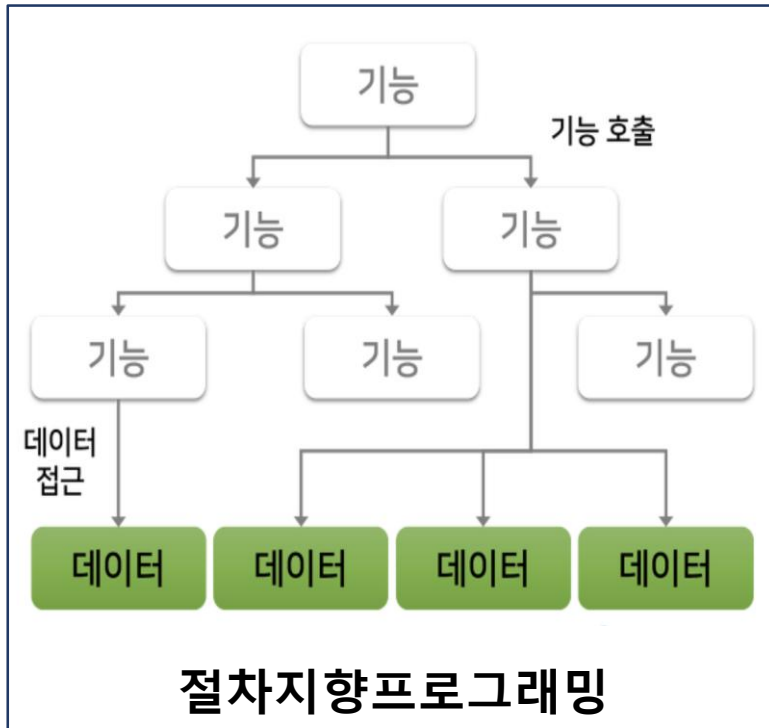 기능
기능 호출
기능 기능
기능 기능 기능
데이터
접근
데이터 데이터 데이터 데이터
절차지향프로그래밍